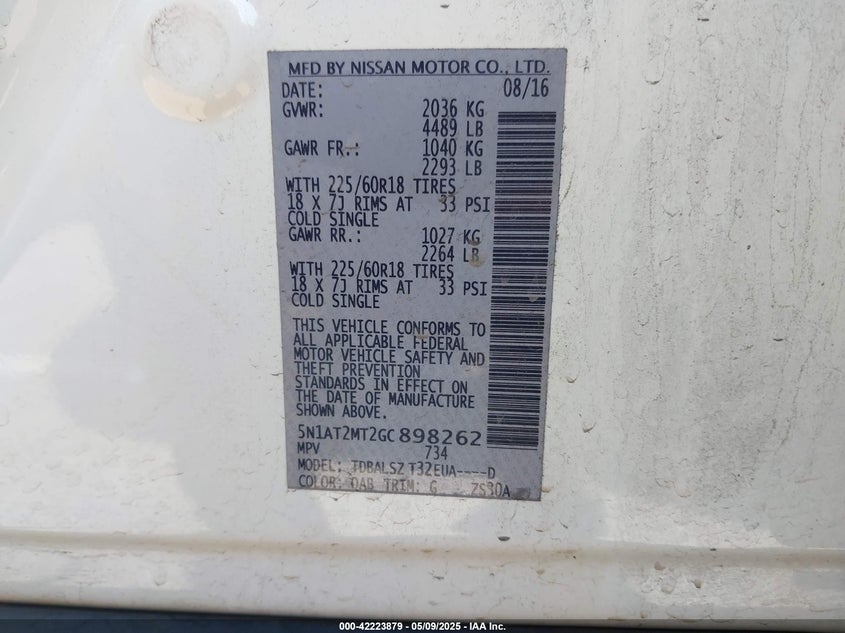 MFD BY NISSAN MOTOR CO., LTD.
DATE: 08/16
GVWR: 2036 KG
4489 LB
GAWR FR.: 1040 KG
2293 LB
WITH 225/60R18 TIRES
18 X 7J RIMS AT 33 PSI
COLD SINGLE
GAWR RR.: 1027 KG
2264 LB
WITH 225/60R18 TIRES
18 X 7J RIMS AT 33 PSI
COLD SINGLE
THIS VEHICLE CONFORMS TO
ALL APPLICABLE FEDERAL
MOTOR VEHICLE SAFETY AND
THEFT PREVENTION
STANDARDS IN EFFECT ON
THE DATE OF MANUFACTURE
SHOWN ABOVE.
5N1AT2MT2GC898262
MPV 734
MODEL: TDBALSZ T32EUA----D
COLOR: QAB TRIM: G
000-42223879 - 05/09/2025 - IAA Inc.